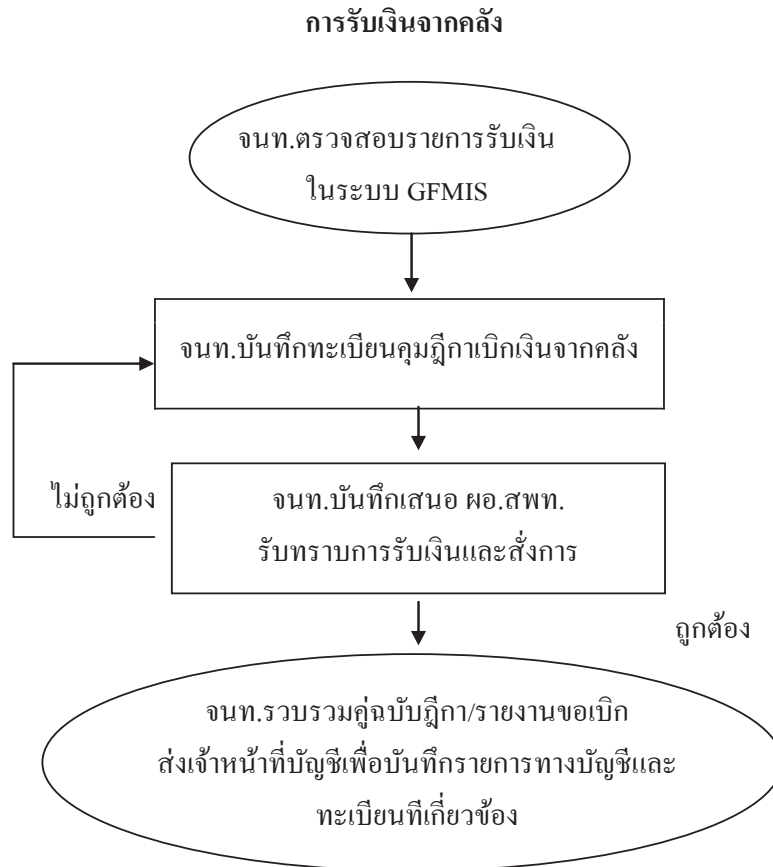 การรับเงินจากคลัง
จนท.ตรวจสอบรายการรับเงิน
ในระบบ GFMIS
จนท.บันทึกทะเบียนคุมฎีกาเบิกเงินจากคลัง
ไม่ถูกต้อง
จนท.บันทึกเสนอ ผอ.สพท.
รับทราบการรับเงินและสั่งการ
ถูกต้อง
จนท.รวบรวมคู่ฉบับฎีกา/รายงานขอเบิก
ส่งเจ้าหน้าที่บัญชีเพื่อบันทึกรายการทางบัญชีและ
ทะเบียนทีเกี่ยวข้อง